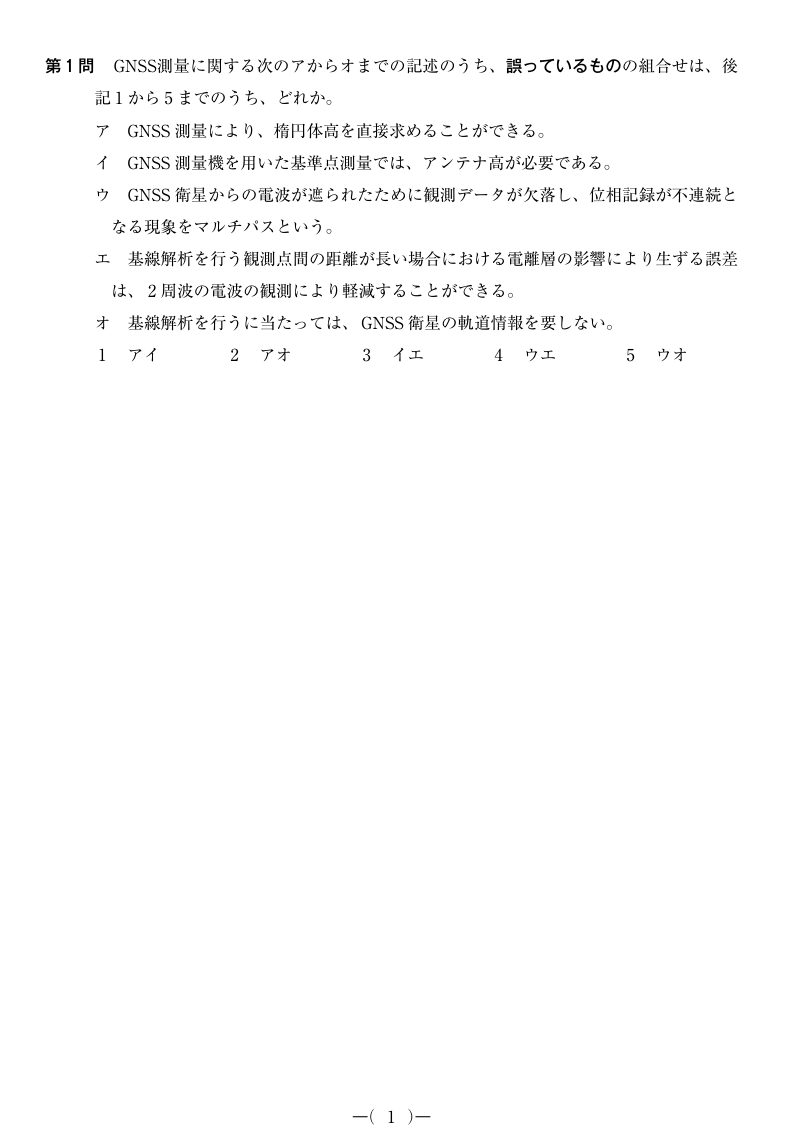 第1問　GNSS測量に関する次のアからオまでの記述のうち、誤っているものの組合せは、後
記1から5までのうち、どれか。
ア　GNSS 測量により、楕円体高を直接求めることができる。
イ　GNSS 測量機を用いた基準点測量では、アンテナ高が必要である。
ウ　GNSS 衛星からの電波が遮られたために観測データが欠落し、位相記録が不連続と
なる現象をマルチパスという。
エ　基線解析を行う観測点間の距離が長い場合における電離層の影響により生ずる誤差
は、2周波の電波の観測により軽減することができる。
オ　基線解析を行うに当たっては、GNSS 衛星の軌道情報を要しない。
1　アイ　2　アオ　3　イエ　4　ウエ　5　ウオ
―( 1 )―